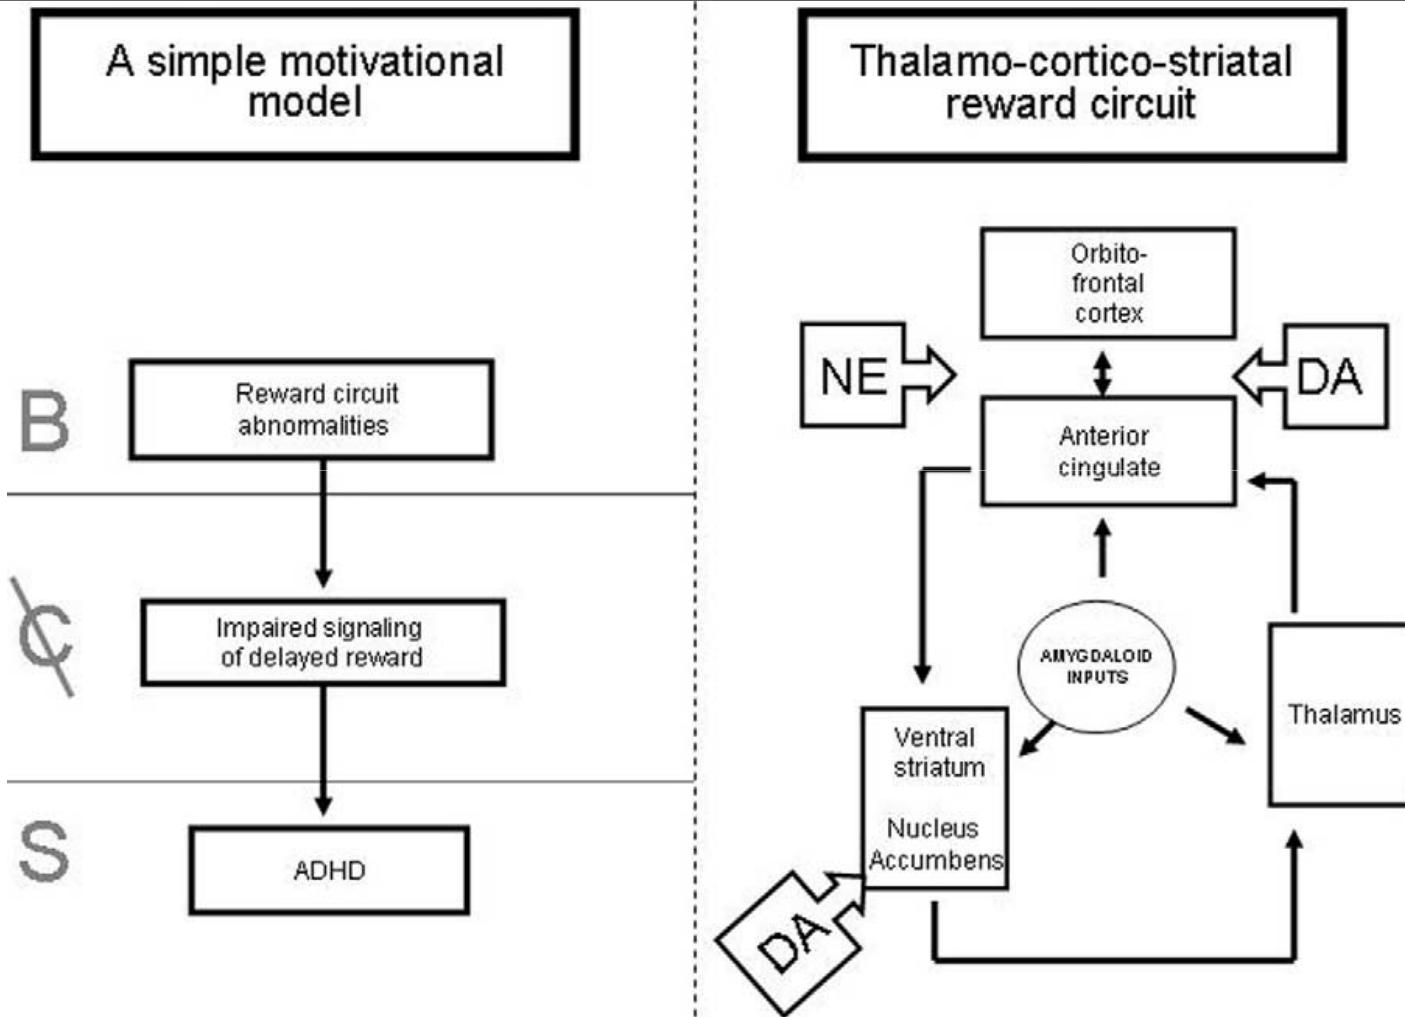 A simple motivational
model
B
Reward circuit
abnormalities
C
Impaired signaling
of delayed reward
S
ADHD
Thalamo-cortico-striatal
reward circuit
Orbito-
frontal
cortex
NE
DA
Anterior
cingulate
AMYGDALOID
INPUTS
Thalamus
Ventral
striatum
Nucleus
Accumbens
DA